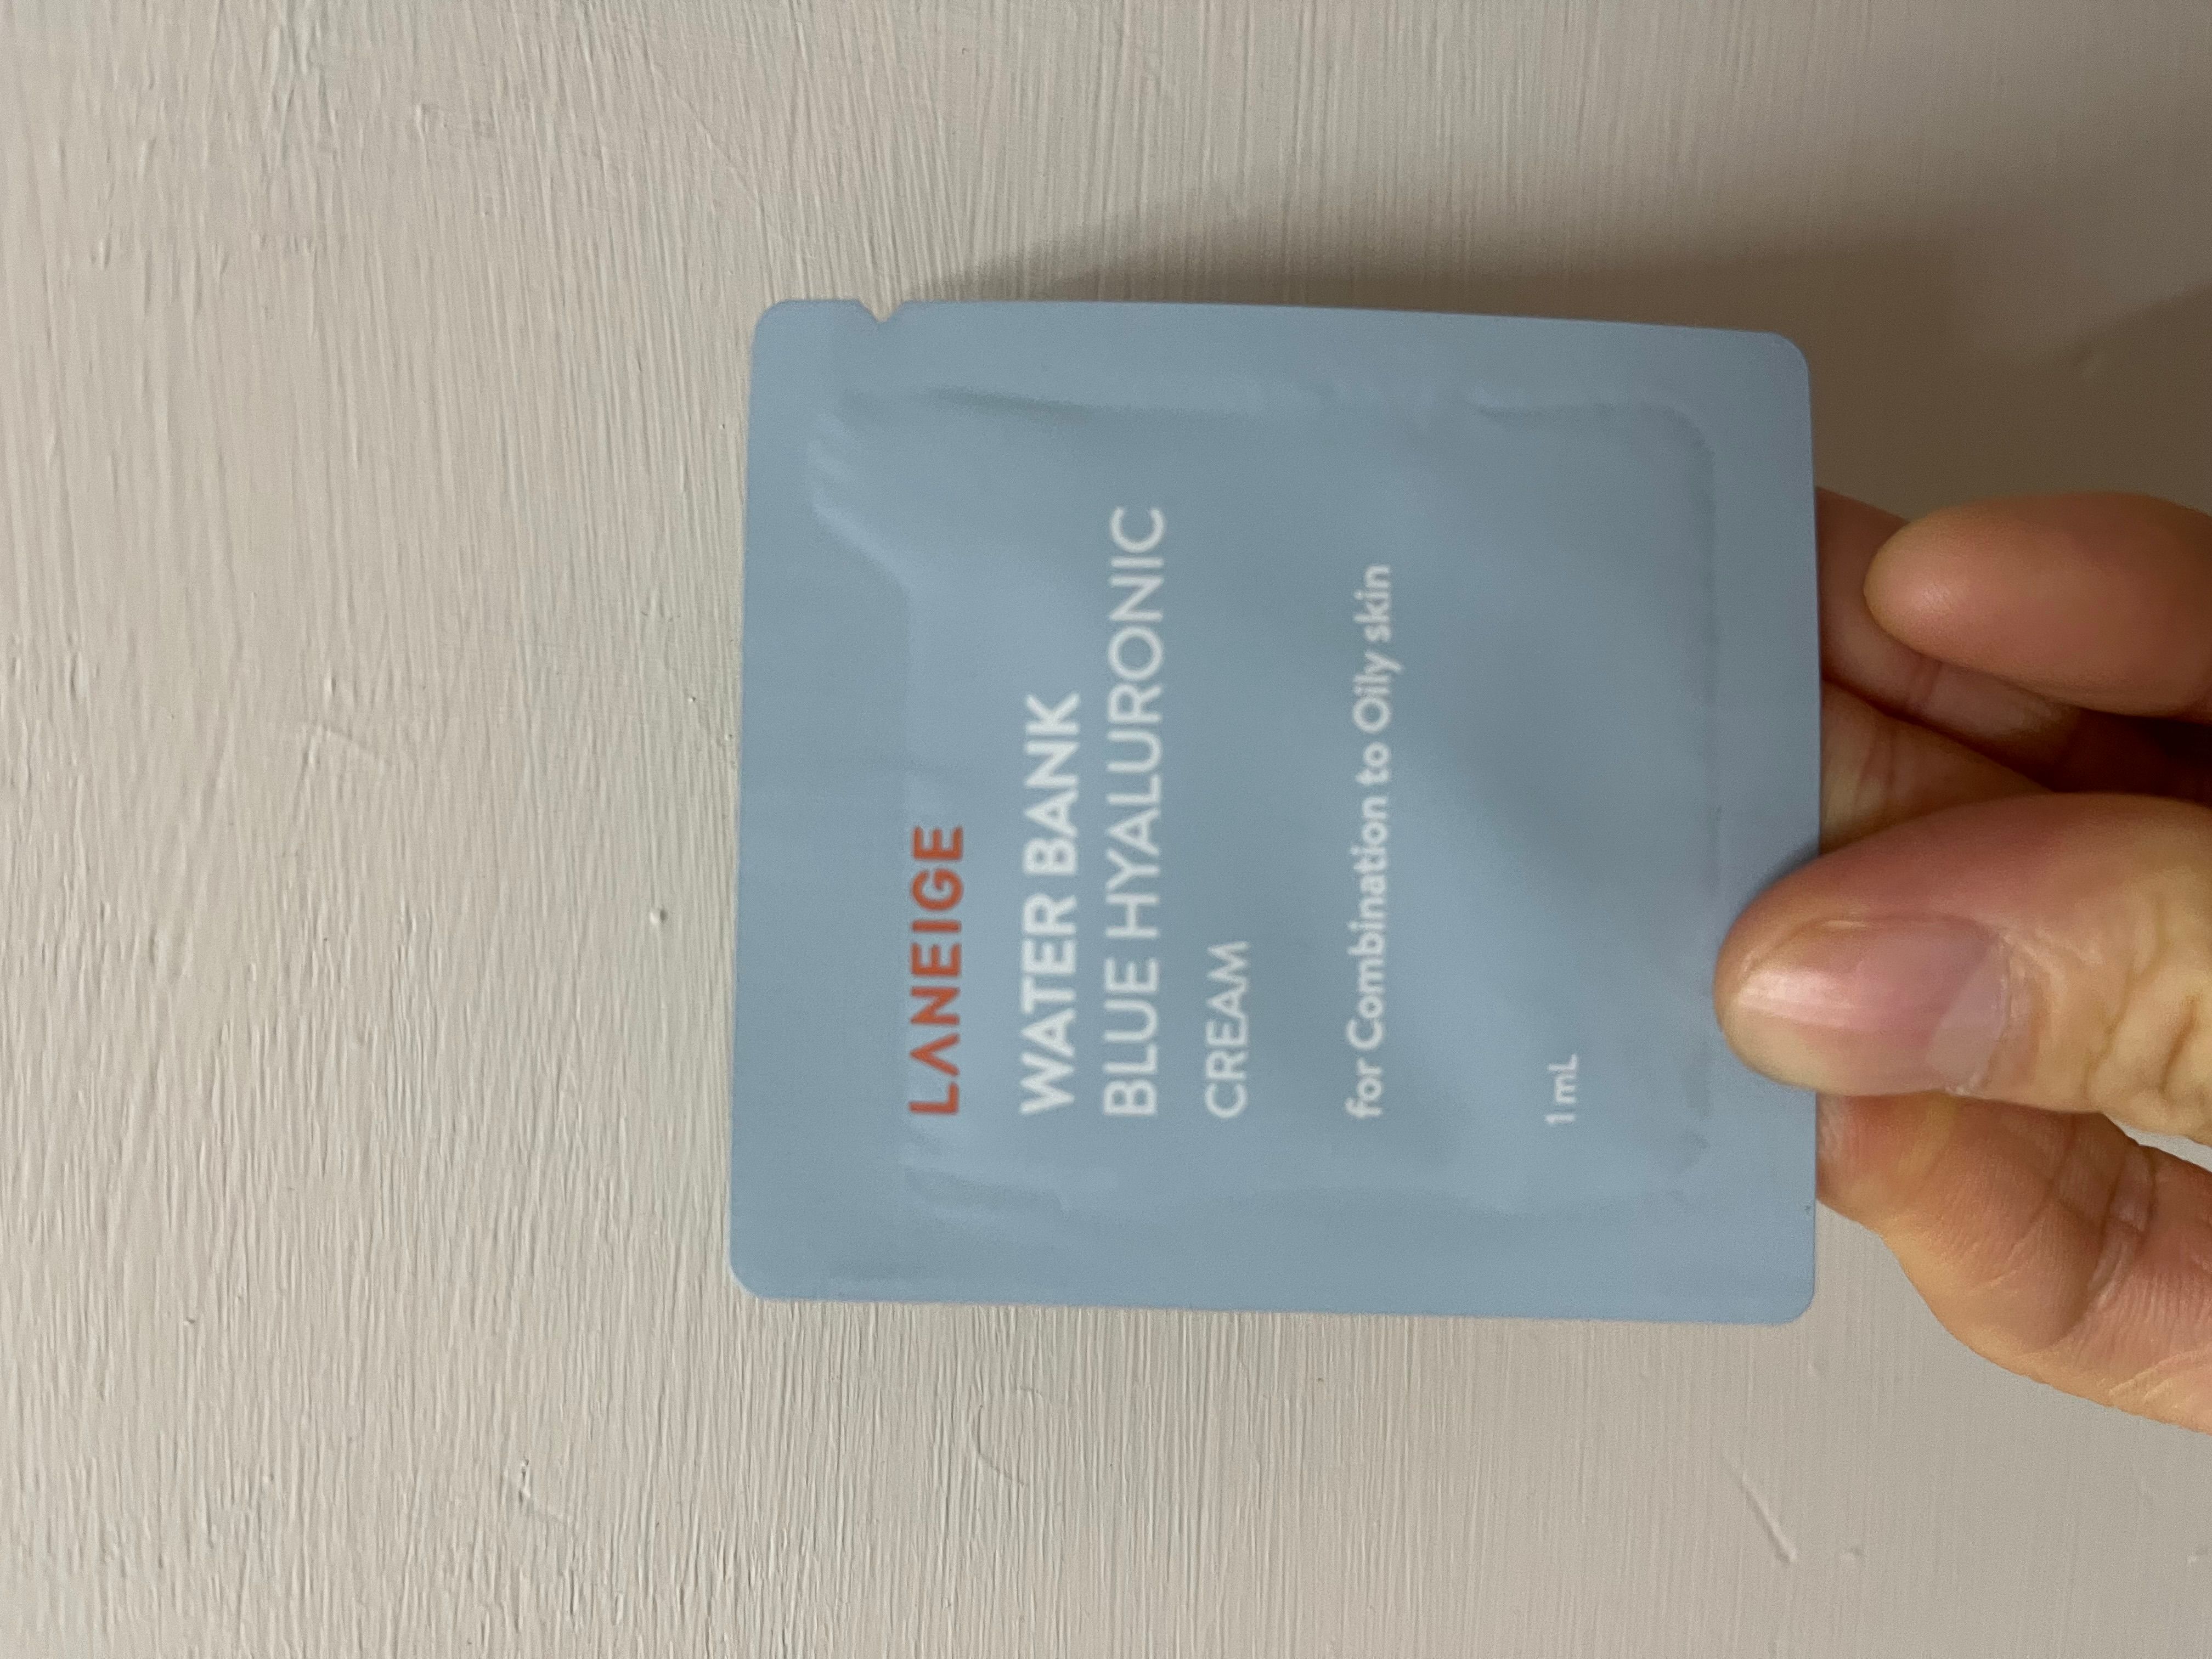 LANEIGE
WATER BANK
BLUE HYALURONIC
CREAM
for Combination to Oily skin
1 mL